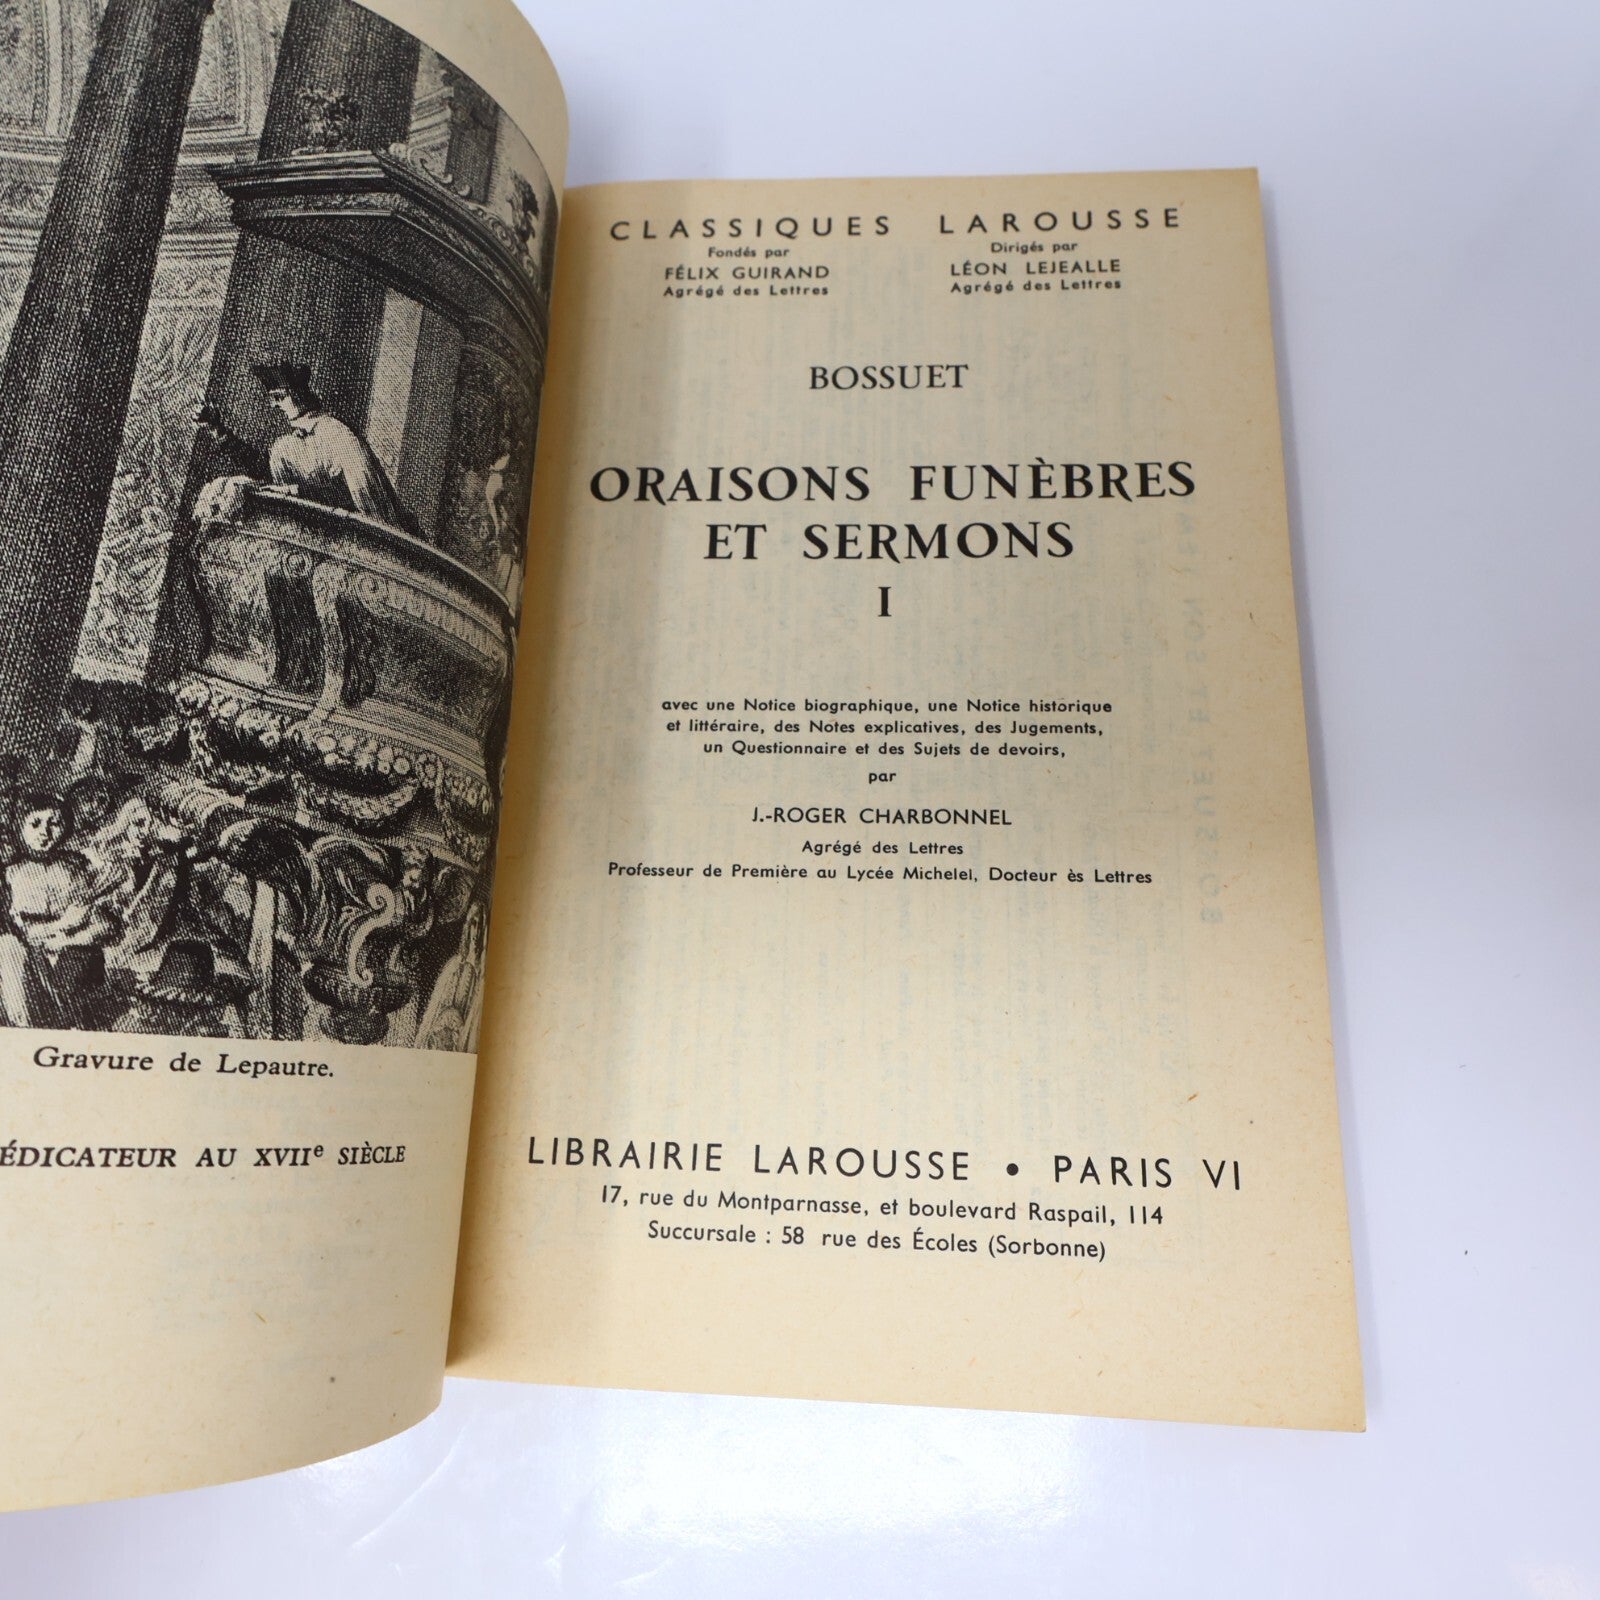 Gravure de Lepautre.
ÉDICATEUR AU XVIIe SIÈCLE
CLASSIQUES LAROUSSE
Fondés par
FÉLIX GUIRAND
Agrégé des Lettres
Dirigés par
LÉON LEJEALLE
Agrégé des Lettres
BOSSUET
ORAISONS FUNÈBRES
ET SERMONS
I
avec une Notice biographique, une Notice historique
et littéraire, des Notes explicatives, des Jugements,
un Questionnaire et des Sujets de devoirs,
par
J.-ROGER CHARBONNEL
Agrégé des Lettres
Professeur de Première au Lycée Michelel, Docteur ès Lettres
LIBRAIRIE LAROUSSE • PARIS VI
17, rue du Montparnasse, et boulevard Raspail, 114
Succursale : 58 rue des Écoles (Sorbonne)